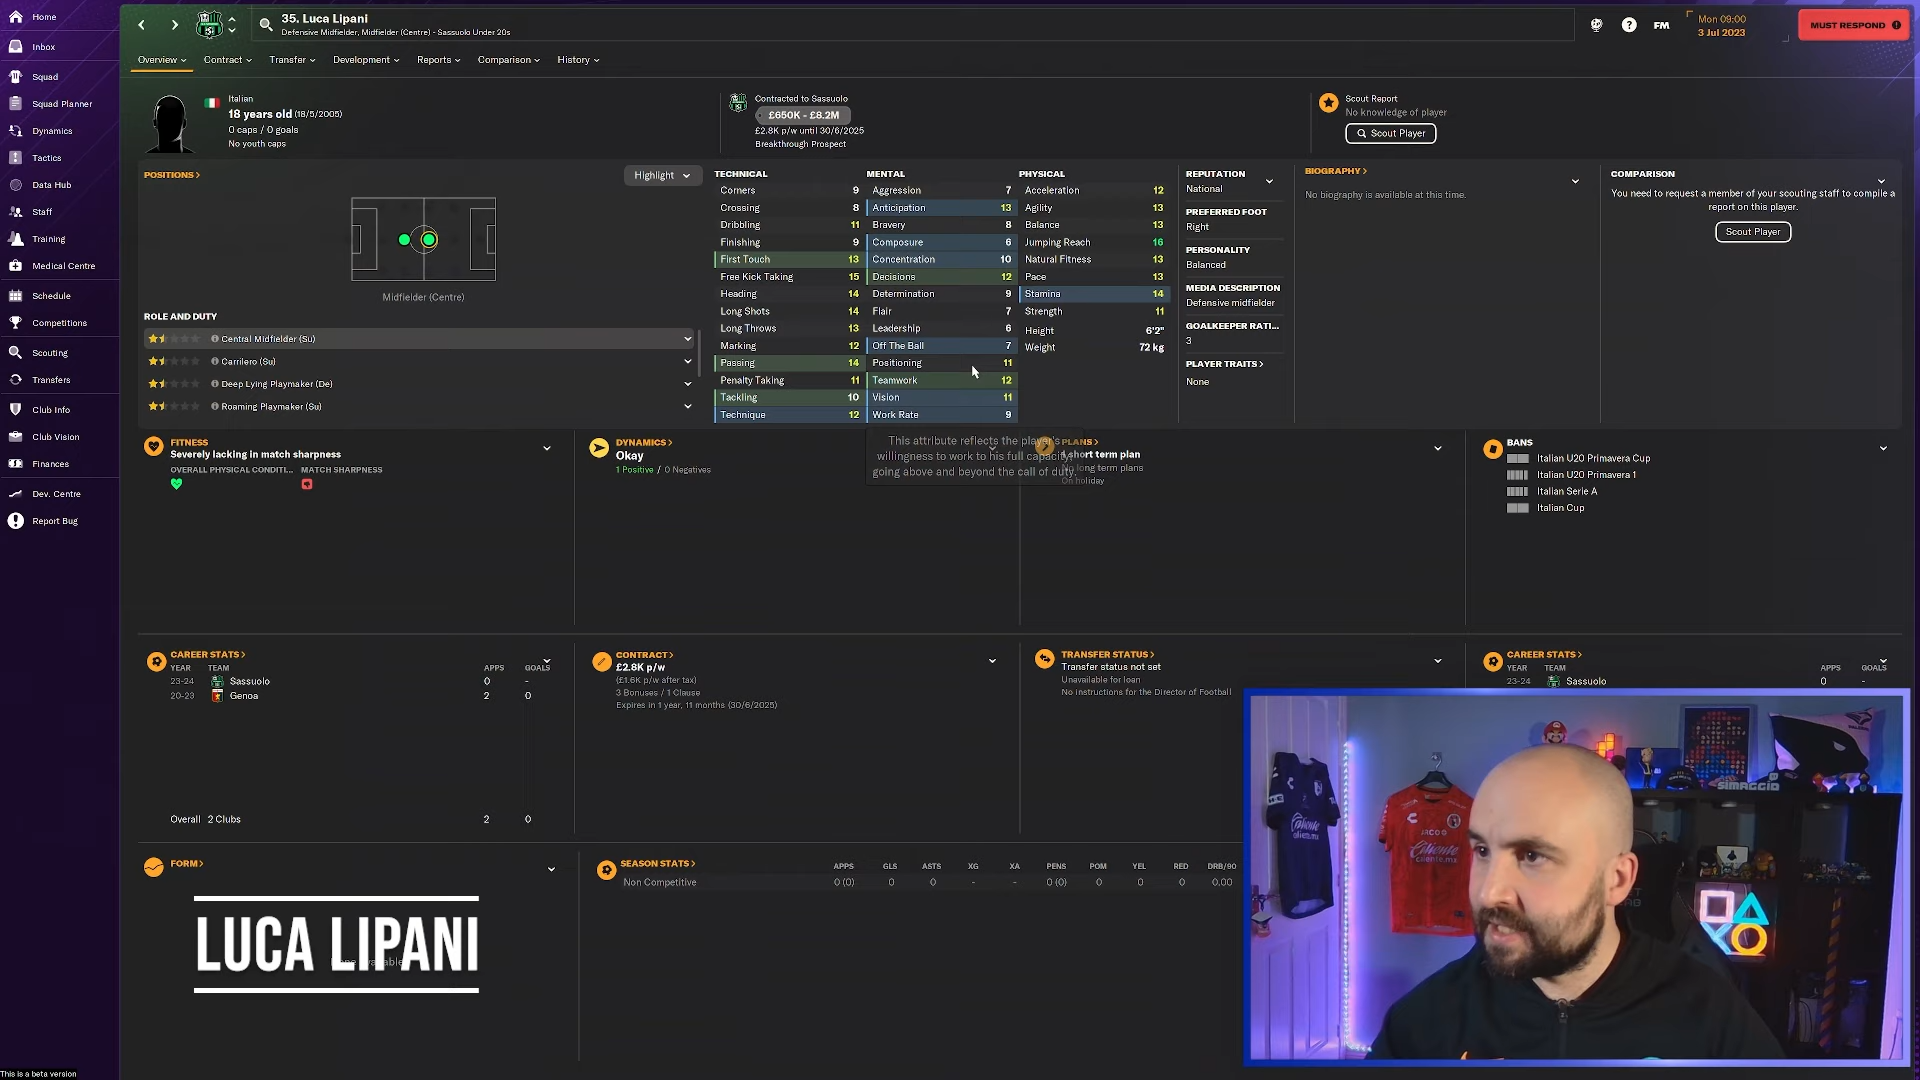 Home
Inbox
Squad
Squad Planner
Dynamics
Tactics
Data Hub
Staff
Training
Medical Centre
Schedule
Competitions
Scouting
Transfers
Club Info
Club Vision
Finances
Dev. Centre
Report Bug
This is a beta version
35. Luca Lipani
Defensive Midfielder, Midfielder (Centre) - Sassuolo Under 20s
FM
Mon 09:00
3 Jul 2023
MUST RESPOND
Overview Contract Transfer Development Reports Comparison History
Italian
18 years old (18/5/2005)
0 caps / 0 goals
No youth caps
Contracted to Sassuolo
£650K - £8.2M
£2.8K p/w until 30/6/2025
Breakthrough Prospect
Scout Report
No knowledge of player
Scout Player
POSITIONS >
Highlight
Midfielder (Centre)
ROLE AND DUTY
Central Midfielder (Su)
Carrilero (Su)
Deep Lying Playmaker (De)
Roaming Playmaker (Su)
TECHNICAL
Corners 9
Crossing 8
Dribbling 11
Finishing 9
First Touch 13
Free Kick Taking 15
Heading 14
Long Shots 14
Long Throws 13
Marking 12
Passing 14
Penalty Taking 11
Tackling 10
Technique 12
MENTAL
Aggression 7
Anticipation 13
Bravery 8
Composure 6
Concentration 10
Decisions 12
Determination 9
Flair 7
Leadership 6
Off The Ball 7
Positioning 11
Teamwork 12
Vision 11
Work Rate 9
PHYSICAL
Acceleration 12
Agility 13
Balance 13
Jumping Reach 16
Natural Fitness 13
Pace 13
Stamina 14
Strength 11
Height 6'2"
Weight 72 kg
REPUTATION
National
PREFERRED FOOT
Right
PERSONALITY
Balanced
MEDIA DESCRIPTION
Defensive midfielder
GOALKEEPER RATI...
3
PLAYER TRAITS >
None
BIOGRAPHY >
No biography is available at this time.
COMPARISON
You need to request a member of your scouting staff to compile a
report on this player.
Scout Player
FITNESS
Severely lacking in match sharpness
OVERALL PHYSICAL CONDITI... MATCH SHARPNESS
DYNAMICS >
Okay
1 Positive / 0 Negatives
This attribute reflects the player's
willingness to work to his full capacity,
going above and beyond the call of duty.
PLANS >
1 short term plan
No long term plans
On holiday
BANS
Italian U20 Primavera Cup
Italian U20 Primavera 1
Italian Serie A
Italian Cup
CAREER STATS >
YEAR TEAM APPS GOALS
23-24 Sassuolo 0 -
20-23 Genoa 2 0
Overall 2 Clubs 2 0
CONTRACT >
£2.8K p/w
(£1.6K p/w after tax)
3 Bonuses / 1 Clause
Expires in 1 year, 11 months (30/6/2025)
TRANSFER STATUS >
Transfer status not set
Unavailable for loan
No instructions for the Director of Football
CAREER STATS >
YEAR TEAM APPS GOALS
23-24 Sassuolo 0 -
FORM >
LUCA LIPANI
SEASON STATS >
APPS GLS ASTS XG XA PENS POM YEL RED DRB/90
Non Competitive 0 (0) 0 0 - - 0 (0) 0 0 0 0.00
SIMAGGIO
Caliente
JACOO
Caliente